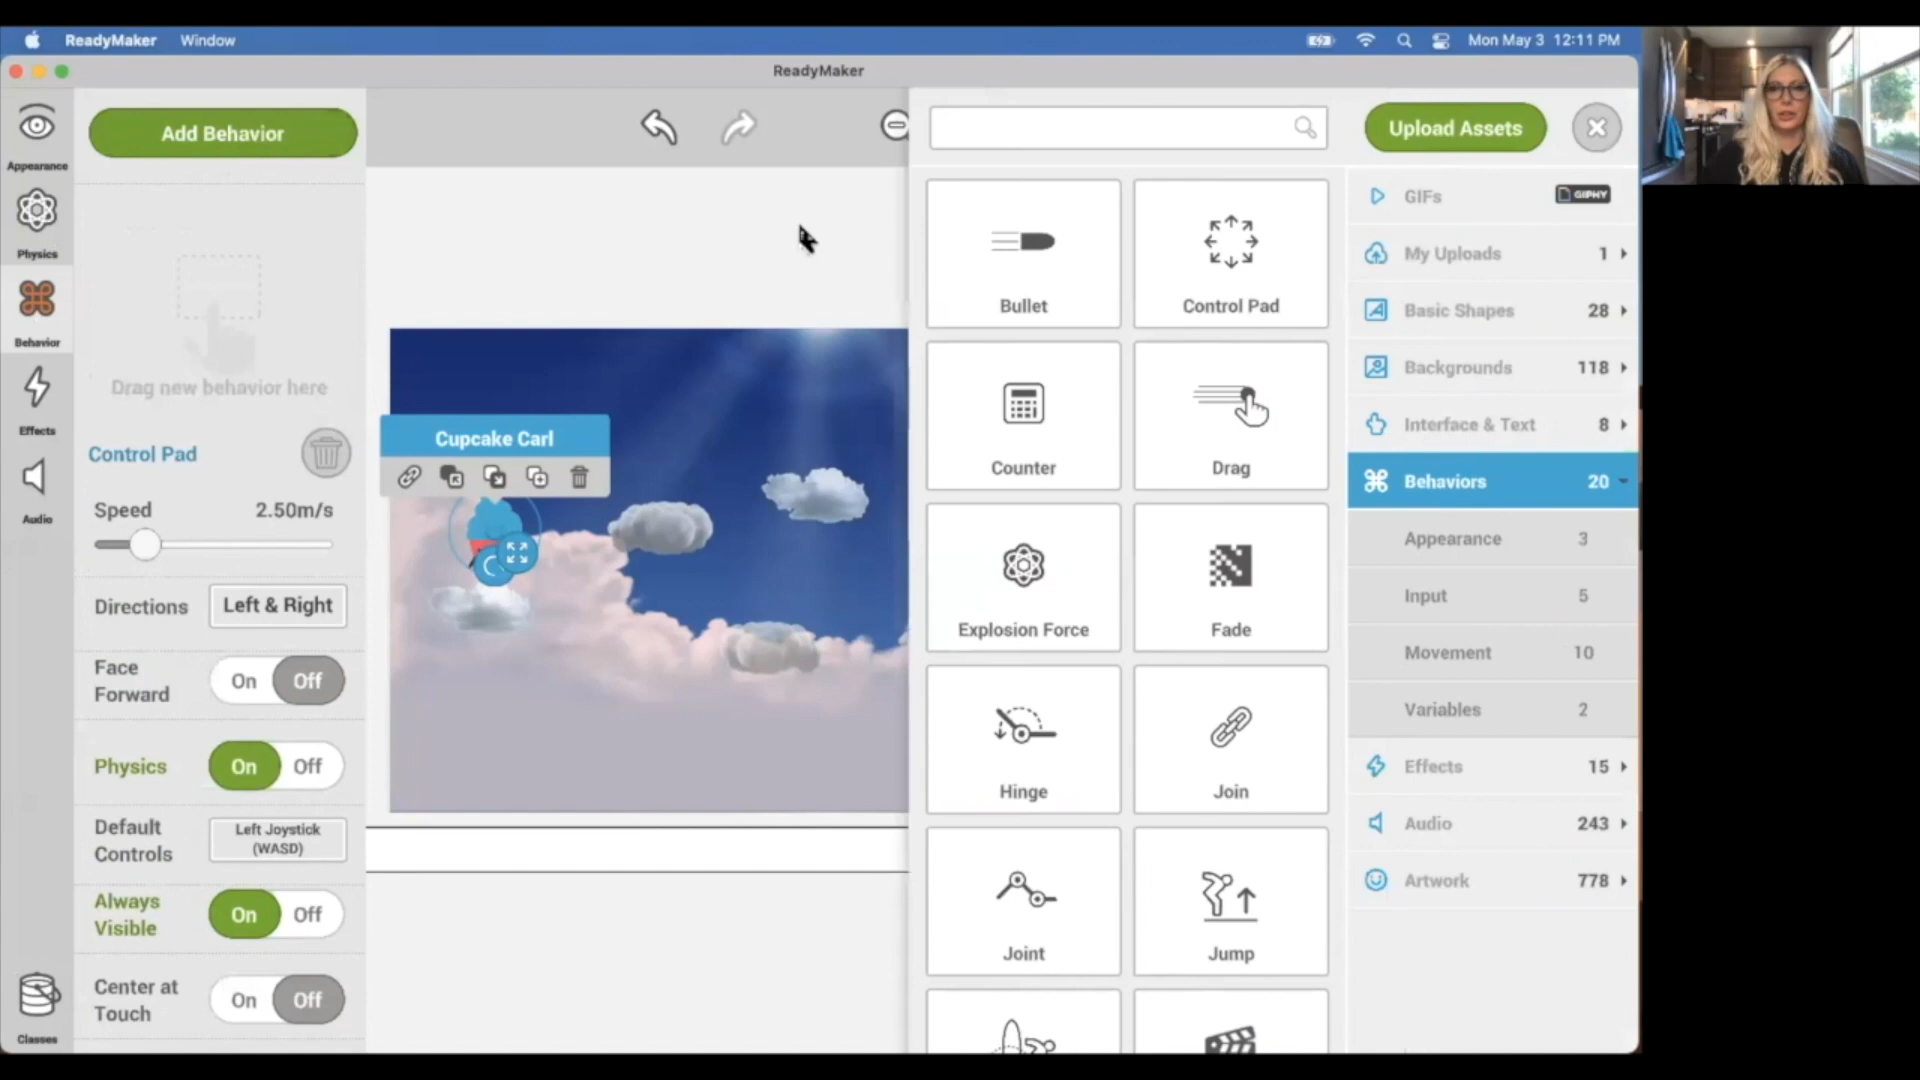 ReadyMaker Window
Mon May 3 12:11 PM
ReadyMaker
Appearance
Physics
Behavior
Effects
Audio
Classes
Add Behavior
Drag new behavior here
Control Pad
Speed 2.50m/s
Directions Left & Right
Face
Forward
On Off
Physics On Off
Default
Controls
Left Joystick
(WASD)
Always
Visible
On Off
Center at
Touch
On Off
Cupcake Carl
Bullet Control Pad
Counter Drag
Explosion Force Fade
Hinge Join
Joint Jump
Upload Assets
GIFs GIPHY
My Uploads 1
Basic Shapes 28
Backgrounds 118
Interface & Text 8
Behaviors 20
Appearance 3
Input 5
Movement 10
Variables 2
Effects 15
Audio 243
Artwork 778